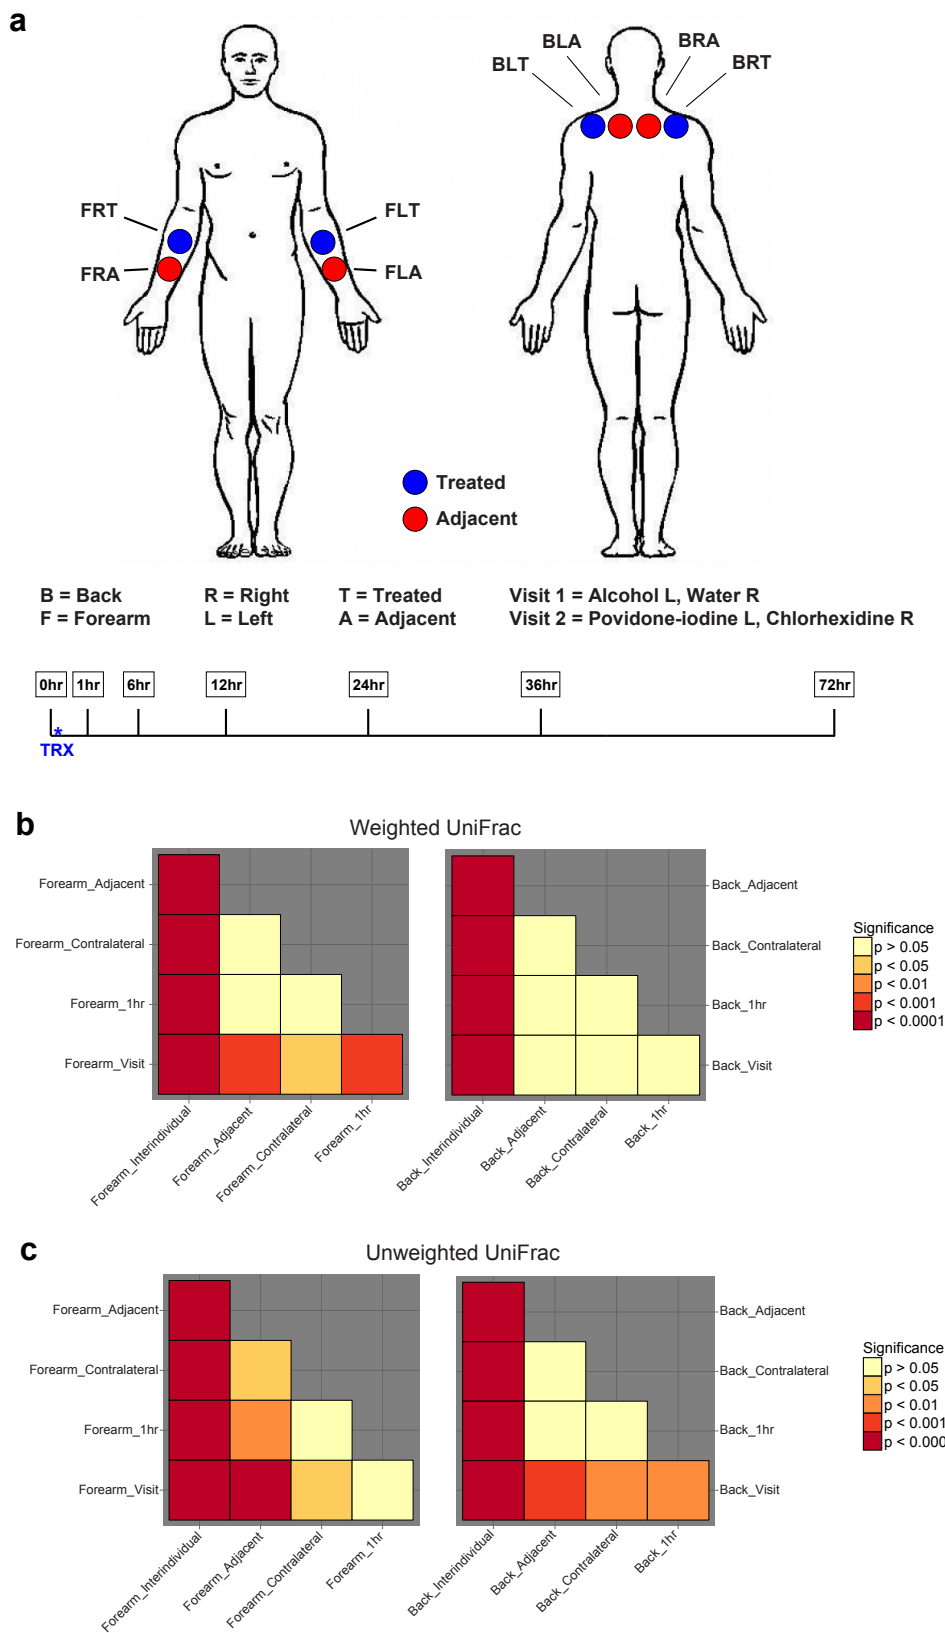 a
BLA
BRA
BLT
BRT
FRT
FLT
FRA
FLA
Treated
Adjacent
B = Back
R = Right
T = Treated
Visit 1 = Alcohol L, Water R
F = Forearm
L = Left
A = Adjacent
Visit 2 = Povidone-iodine L, Chlorhexidine R
0hr 1hr 6hr 12hr 24hr 36hr 72hr
*
TRX
b
Weighted UniFrac
Forearm_Adjacent
Forearm_Contralateral
Forearm_1hr
Forearm_Visit
Forearm_Interindividual
Forearm_Adjacent
Forearm_Contralateral
Forearm_1hr
Back_Adjacent
Back_Contralateral
Back_1hr
Back_Visit
Back_Interindividual
Back_Adjacent
Back_Contralateral
Back_1hr
Significance
p > 0.05
p < 0.05
p < 0.01
p < 0.001
p < 0.0001
c
Unweighted UniFrac
Forearm_Adjacent
Forearm_Contralateral
Forearm_1hr
Forearm_Visit
Forearm_Interindividual
Forearm_Adjacent
Forearm_Contralateral
Forearm_1hr
Back_Adjacent
Back_Contralateral
Back_1hr
Back_Visit
Back_Interindividual
Back_Adjacent
Back_Contralateral
Back_1hr
Significance
p > 0.05
p < 0.05
p < 0.01
p < 0.001
p < 0.000